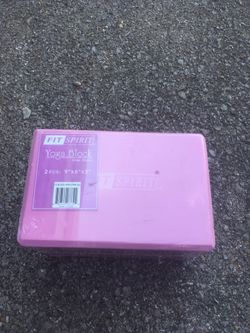 FIT SPIRIT
Yoga Block
2 PCS. 9"X6"X3"
FIT SPIRIT